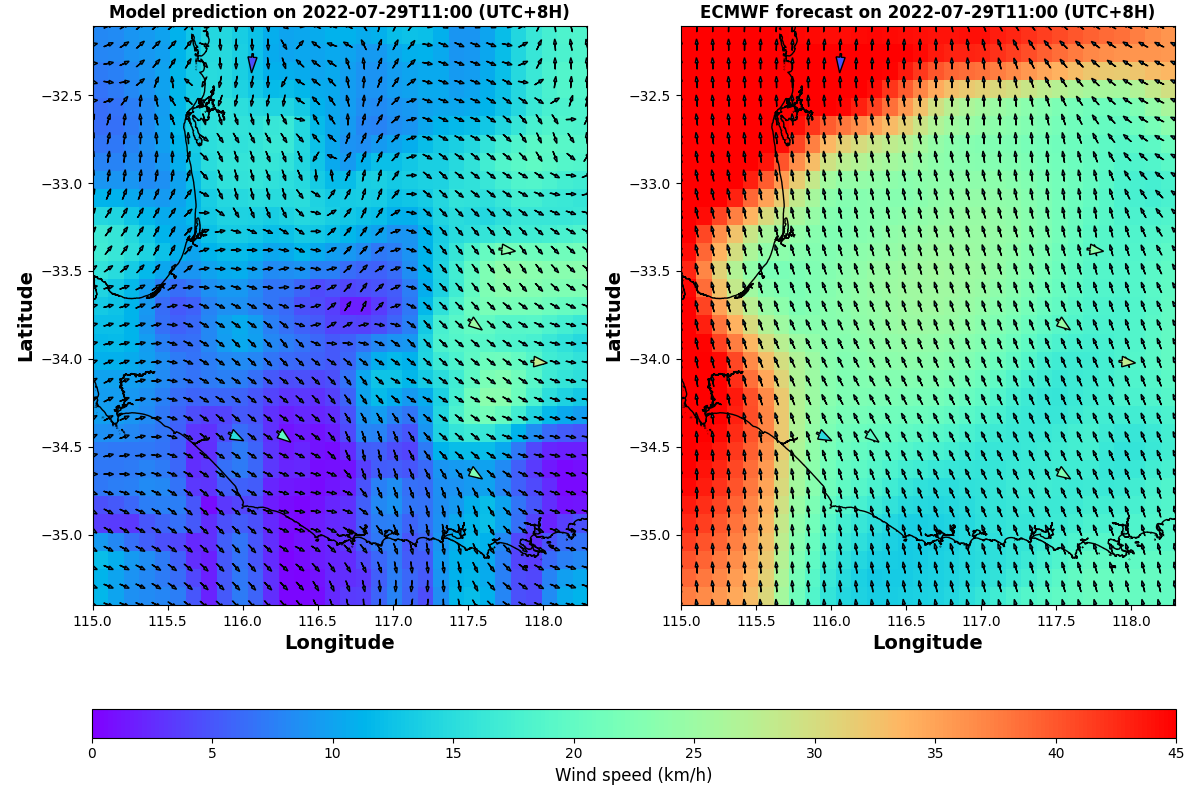 Model prediction on 2022-07-29T11:00 (UTC+8H)
ECMWF forecast on 2022-07-29T11:00 (UTC+8H)
−32.5
−33.0
−33.5
−34.0
−34.5
−35.0
Latitude
115.0 115.5 116.0 116.5 117.0 117.5 118.0
Longitude
−32.5
−33.0
−33.5
−34.0
−34.5
−35.0
Latitude
115.0 115.5 116.0 116.5 117.0 117.5 118.0
Longitude
0 5 10 15 20 25 30 35 40 45
Wind speed (km/h)